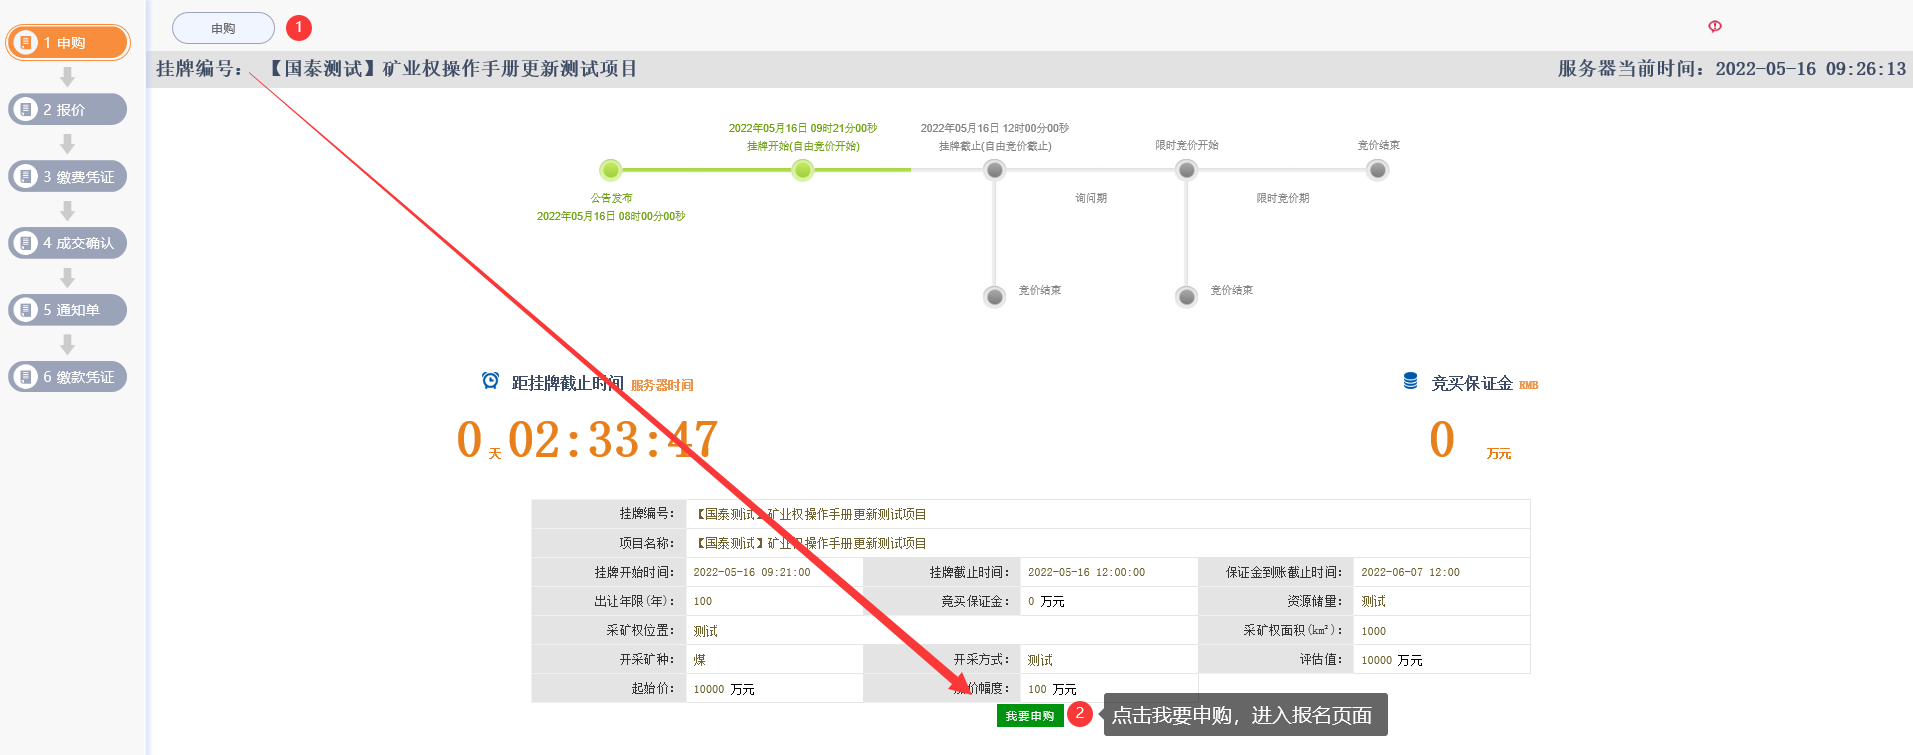 1 申购
2 报价
3 缴费凭证
4 成交确认
5 通知单
6 缴款凭证
申购
1
挂牌编号: 【国泰测试】矿业权操作手册更新测试项目
服务器当前时间: 2022-05-16 09:26:13
2022年05月16日 09时21分00秒
挂牌开始(自由竞价开始)
2022年05月16日 12时00分00秒
挂牌截止(自由竞价截止)
限时竞价开始
竞价结束
公告发布
2022年05月16日 08时00分00秒
询问期
限时竞价期
竞价结束
竞价结束
距挂牌截止时间 服务器时间
0 天 02:33:47
竞买保证金 RMB
0 万元
挂牌编号: 【国泰测试】矿业权操作手册更新测试项目
项目名称: 【国泰测试】矿业权操作手册更新测试项目
挂牌开始时间: 2022-05-16 09:21:00 挂牌截止时间: 2022-05-16 12:00:00 保证金到账截止时间: 2022-06-07 12:00
出让年限(年): 100 竞买保证金: 0 万元 资源储量: 测试
采矿权位置: 测试 采矿权面积(km²): 1000
开采矿种: 煤 开采方式: 测试 评估值: 10000 万元
起始价: 10000 万元 价幅度: 100 万元
我要申购
2
点击我要申购，进入报名页面